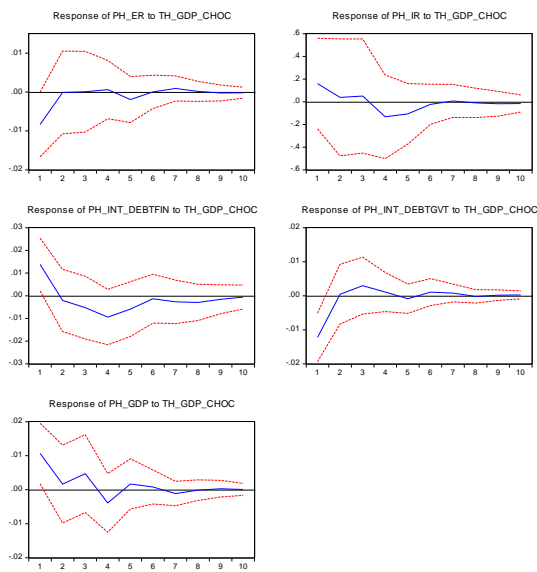 Response of PH_ER to TH_GDP_CHOC
.01
.00
-.01
-.02
1 2 3 4 5 6 7 8 9 10
Response of PH_IR to TH_GDP_CHOC
.6
.4
.2
.0
-.2
-.4
-.6
1 2 3 4 5 6 7 8 9 10
Response of PH_INT_DEBTFIN to TH_GDP_CHOC
.03
.02
.01
.00
-.01
-.02
-.03
1 2 3 4 5 6 7 8 9 10
Response of PH_INT_DEBTGVT to TH_GDP_CHOC
.02
.01
.00
-.01
-.02
1 2 3 4 5 6 7 8 9 10
Response of PH_GDP to TH_GDP_CHOC
.02
.01
.00
-.01
-.02
1 2 3 4 5 6 7 8 9 10